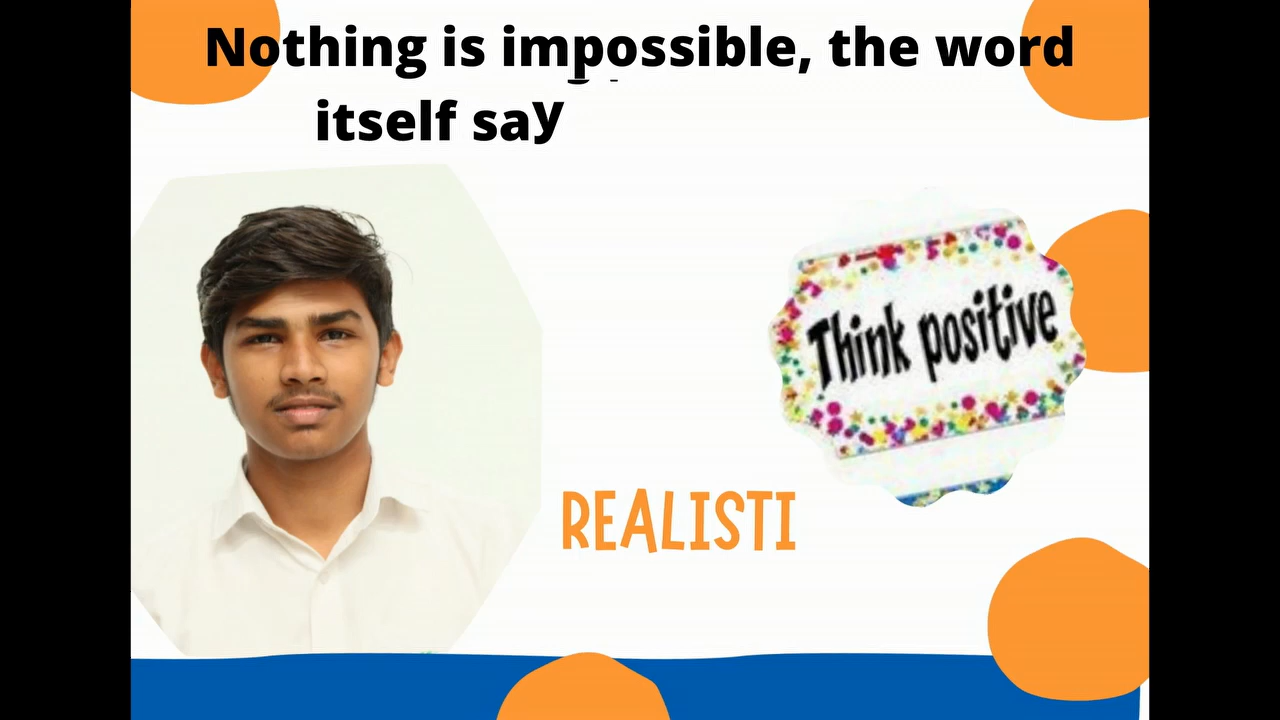 Nothing is impossible, the word
itself say
Think positive
REALISTI